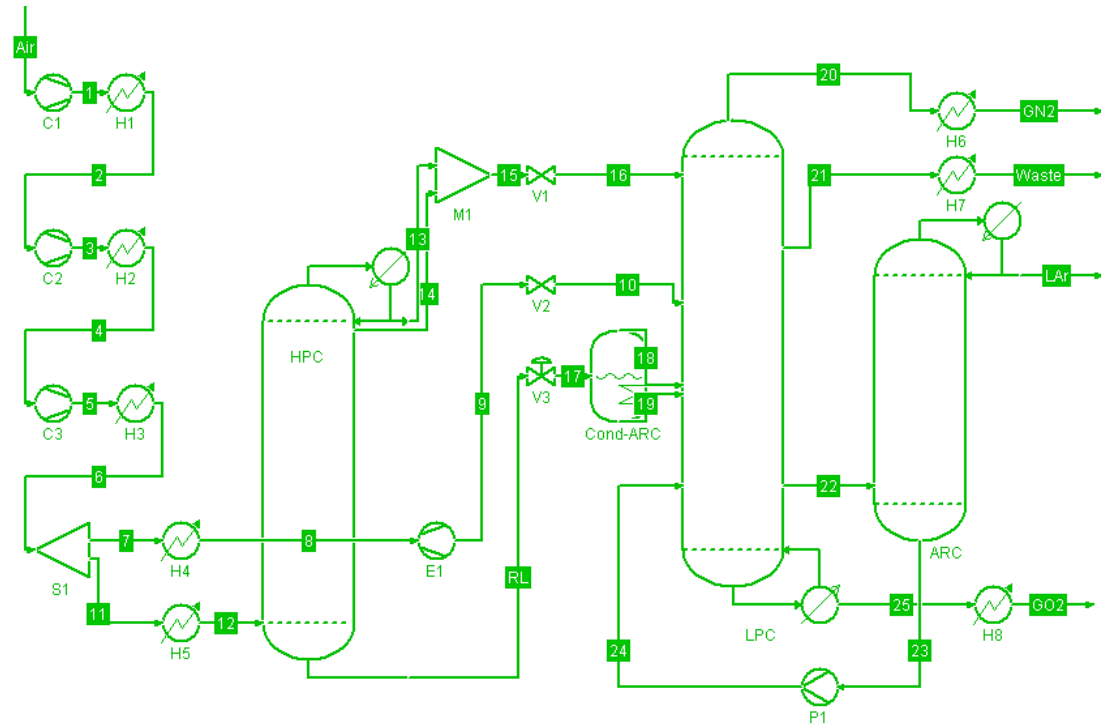 Air
20
GN2
H6
1
C1
H1
21
Waste
H7
15
V1
16
M1
2
13
3
C2
H2
14
LAr
V2
10
4
HPC
18
17
V3
19
Cond-ARC
5
C3
H3
9
6
22
7
H4
8
E1
ARC
S1
RL
11
12
H5
LPC
25
H8
GO2
24
23
P1